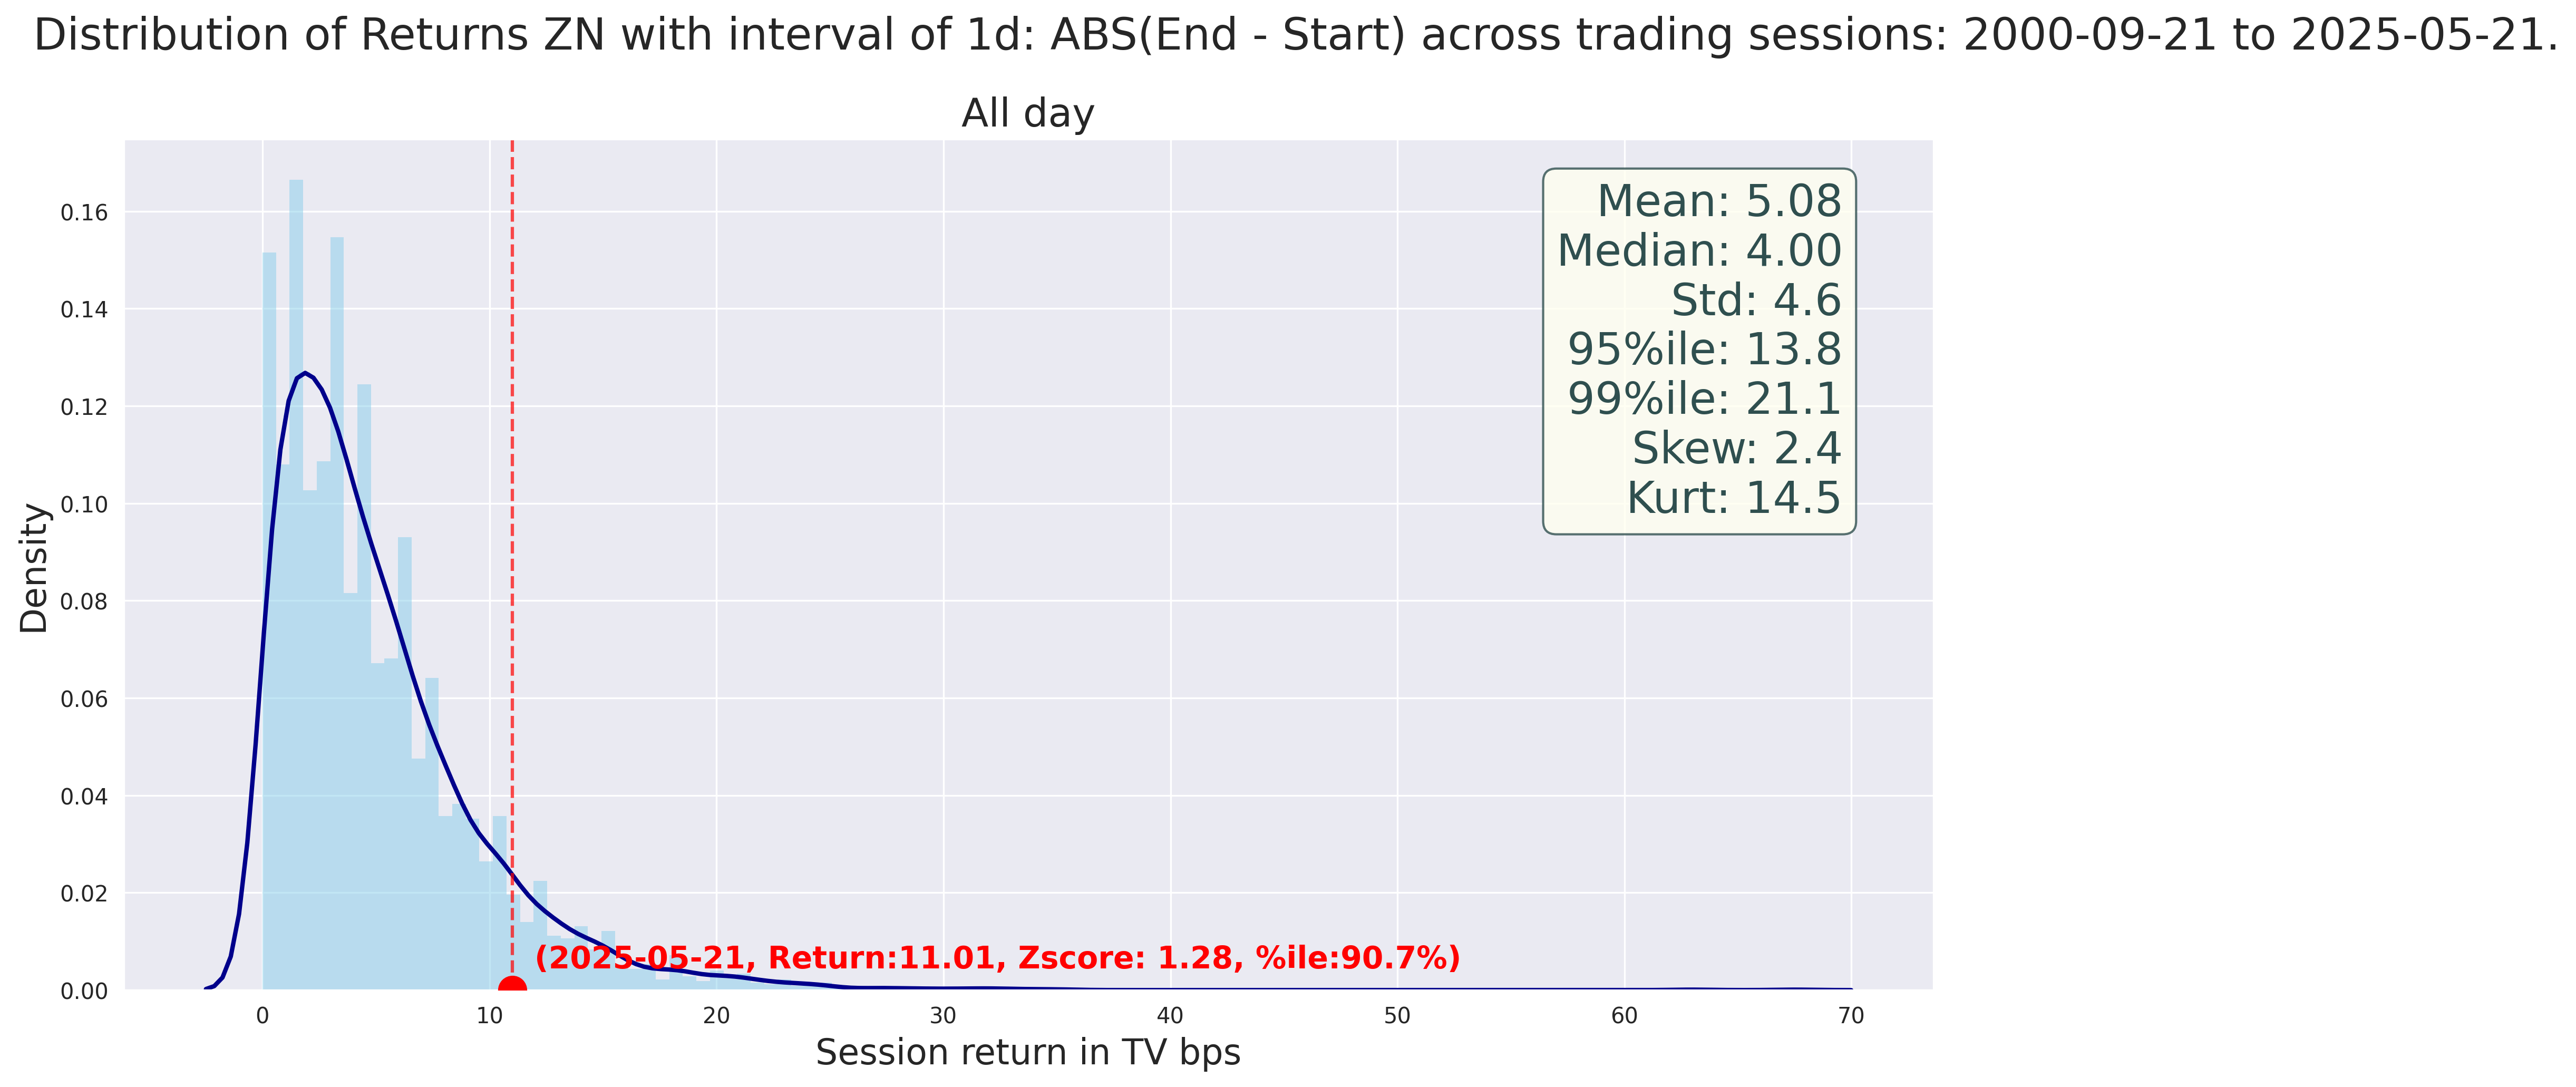 Distribution of Returns ZN with interval of 1d: ABS(End - Start) across trading sessions: 2000-09-21 to 2025-05-21.
All day
Mean: 5.08
Median: 4.00
Std: 4.6
95%ile: 13.8
99%ile: 21.1
Skew: 2.4
Kurt: 14.5
Density
0.16
0.14
0.12
0.10
0.08
0.06
0.04
0.02
0.00
(2025-05-21, Return:11.01, Zscore: 1.28, %ile:90.7%)
0 10 20 30 40 50 60 70
Session return in TV bps